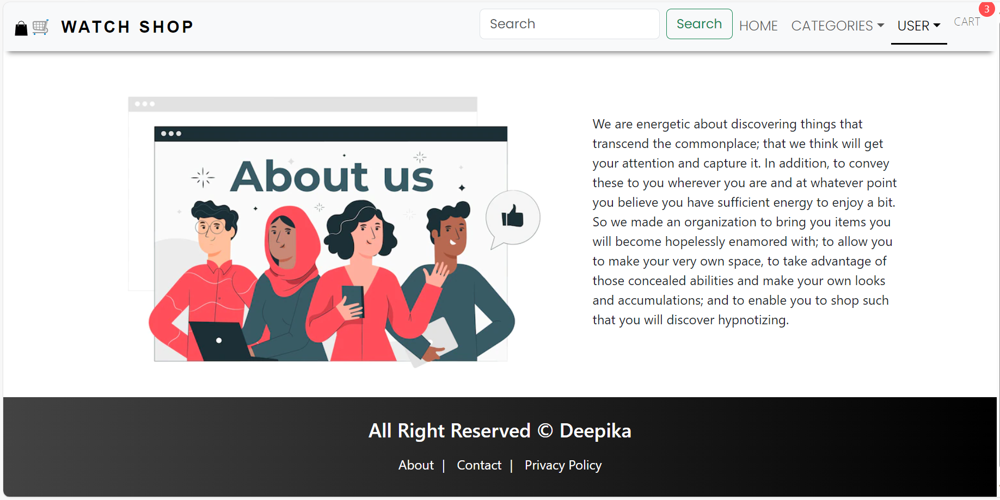 WATCH SHOP
Search
Search
HOME
CATEGORIES
USER
CART
3
About us
We are energetic about discovering things that
transcend the commonplace; that we think will get
your attention and capture it. In addition, to convey
these to you wherever you are and at whatever point
you believe you have sufficient energy to enjoy a bit.
So we made an organization to bring you items you
will become hopelessly enamored with; to allow you
to make your very own space, to take advantage of
those concealed abilities and make your own looks
and accumulations; and to enable you to shop such
that you will discover hypnotizing.
All Right Reserved © Deepika
About | Contact | Privacy Policy